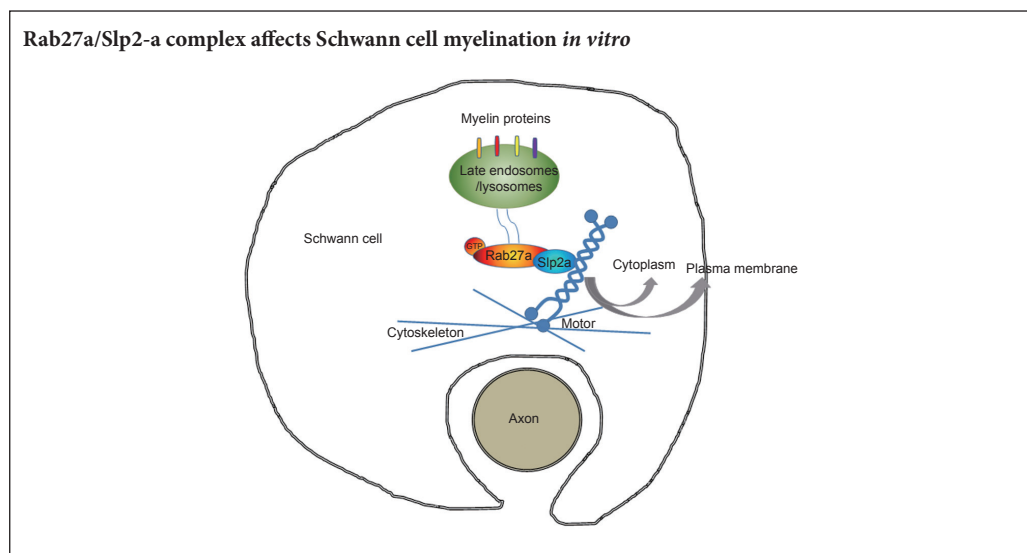 Rab27a/Slp2-a complex affects Schwann cell myelination in vitro
Myelin proteins
Late endosomes
/lysosomes
Schwann cell
GTP
Rab27a
Slp2a
Cytoplasm
Plasma membrane
Cytoskeleton
Motor
Axon